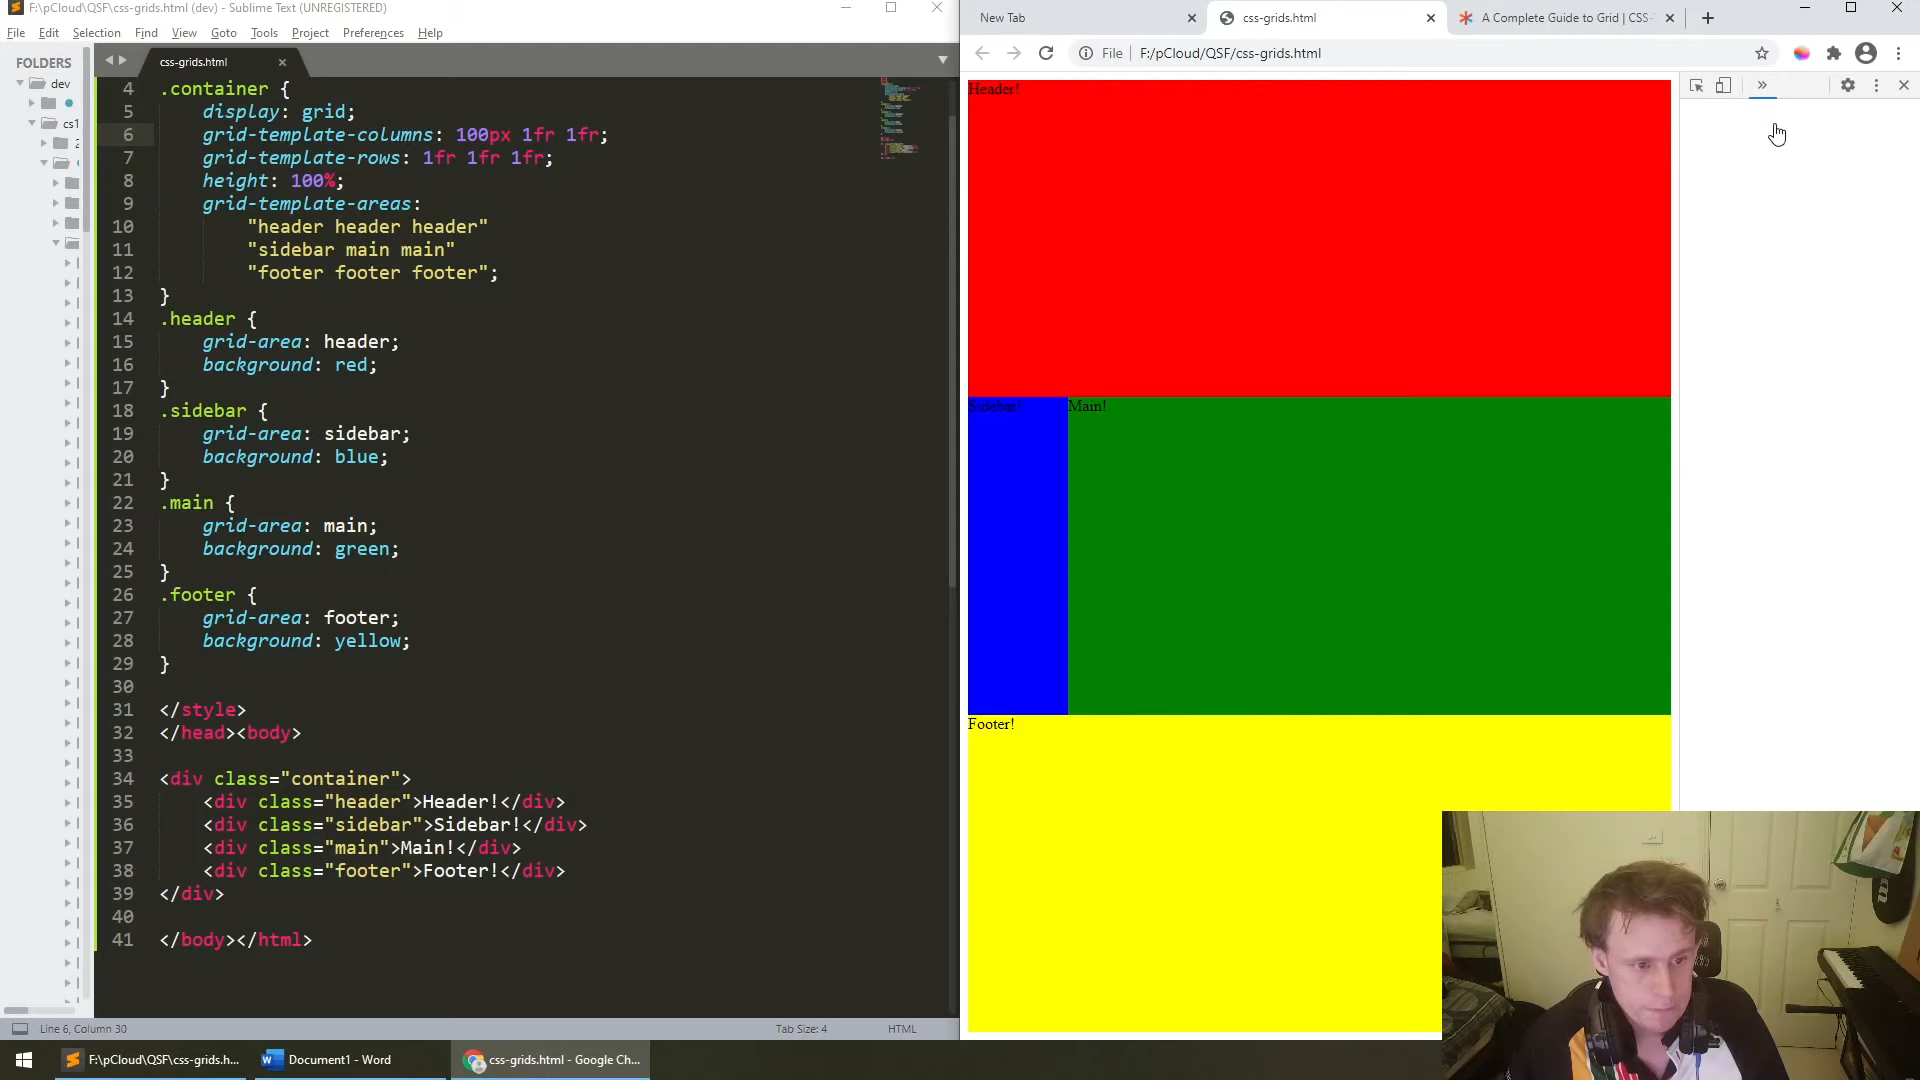 F:\pCloud\QSF\css-grids.html (dev) - Sublime Text (UNREGISTERED)
File Edit Selection Find View Goto Tools Project Preferences Help
FOLDERS
dev
cs1
2
css-grids.html
4 .container {
5 display: grid;
6 grid-template-columns: 100px 1fr 1fr;
7 grid-template-rows: 1fr 1fr 1fr;
8 height: 100%;
9 grid-template-areas:
10 "header header header"
11 "sidebar main main"
12 "footer footer footer";
13 }
14 .header {
15 grid-area: header;
16 background: red;
17 }
18 .sidebar {
19 grid-area: sidebar;
20 background: blue;
21 }
22 .main {
23 grid-area: main;
24 background: green;
25 }
26 .footer {
27 grid-area: footer;
28 background: yellow;
29 }
30
31 </style>
32 </head><body>
33
34 <div class="container">
35 <div class="header">Header!</div>
36 <div class="sidebar">Sidebar!</div>
37 <div class="main">Main!</div>
38 <div class="footer">Footer!</div>
39 </div>
40
41 </body></html>
Line 6, Column 30 Tab Size: 4 HTML
New Tab css-grids.html A Complete Guide to Grid | CSS-
File F:/pCloud/QSF/css-grids.html
Header!
Sidebar! Main!
Footer!
F:\pCloud\QSF\css-grids.h... Document1 - Word css-grids.html - Google Ch...